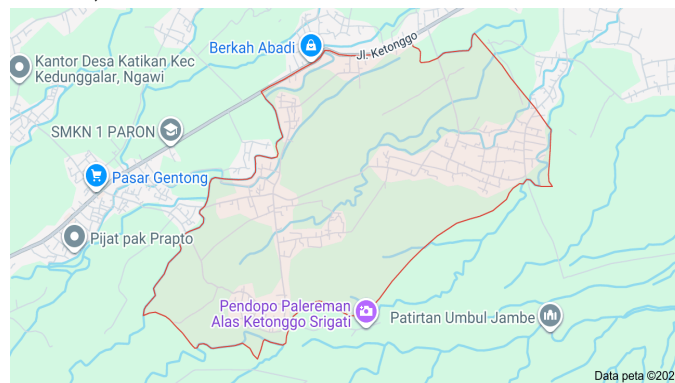 Berkah Abadi
Jl. Ketonggo
Kantor Desa Katikan Kec
Kedunggalar, Ngawi
SMKN 1 PARON
Pasar Gentong
Pijat pak Prapto
Pendopo Palereman
Alas Ketonggo Srigati
Patirtan Umbul Jambe
Data peta ©202